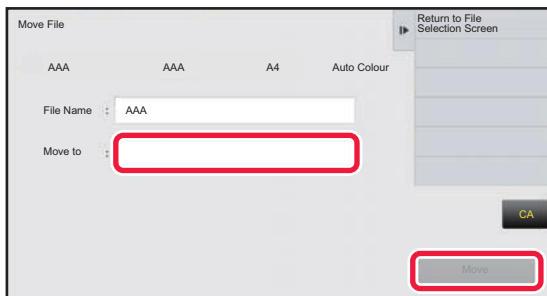 Move File
Return to File
Selection Screen
AAA AAA A4 Auto Colour
File Name : AAA
Move to :
CA
Move